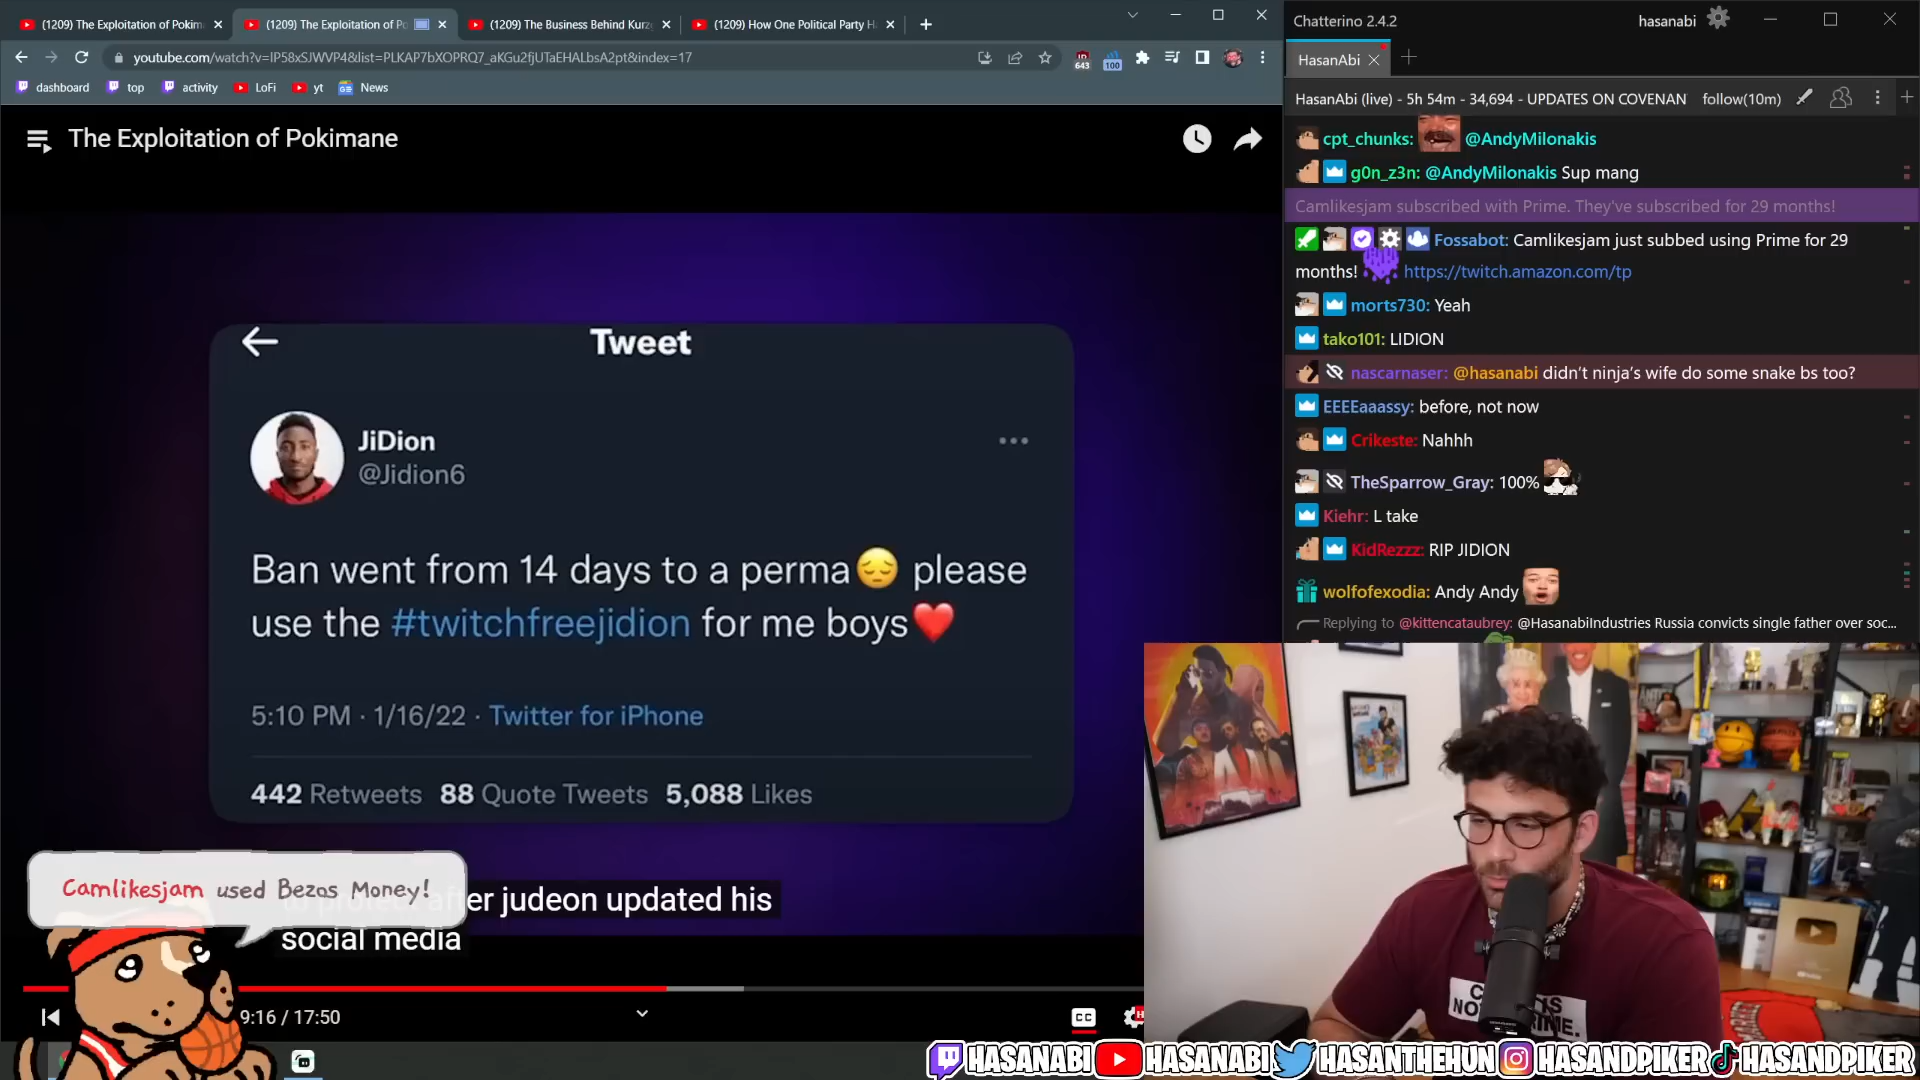 (1209) The Exploitation of Pokim
(1209) The Exploitation of Po
(1209) The Business Behind Kurz
(1209) How One Political Party H
youtube.com/watch?v=IP58xSJWVP4&list=PLKAP7bXOPRQ7_aKGu2fjUTaEHALbsA2pt&index=17
643
100
dashboard
top
activity
LoFi
yt
News
The Exploitation of Pokimane
Tweet
JiDion
@Jidion6
Ban went from 14 days to a perma😔 please
use the #twitchfreejidion for me boys❤️
5:10 PM · 1/16/22 · Twitter for iPhone
442 Retweets 88 Quote Tweets 5,088 Likes
Camlikesjam used Bezos Money!
after judeon updated his
social media
9:16 / 17:50
CC
Chatterino 2.4.2
hasanabi
HasanAbi
HasanAbi (live) - 5h 54m - 34,694 - UPDATES ON COVENAN
follow(10m)
cpt_chunks: @AndyMilonakis
g0n_z3n: @AndyMilonakis Sup mang
Camlikesjam subscribed with Prime. They've subscribed for 29 months!
Fossabot: Camlikesjam just subbed using Prime for 29
months! https://twitch.amazon.com/tp
morts730: Yeah
tako101: LIDION
nascarnaser: @hasanabi didn't ninja's wife do some snake bs too?
EEEEaaassy: before, not now
Crikeste: Nahhh
TheSparrow_Gray: 100%
Kiehr: L take
KidRezzz: RIP JIDION
wolfofexodia: Andy Andy
Replying to @kittencataubrey: @HasanabiIndustries Russia convicts single father over soc...
HASANABI HASANABI HASANTHEHUN HASANDPIKER HASANDPIKER